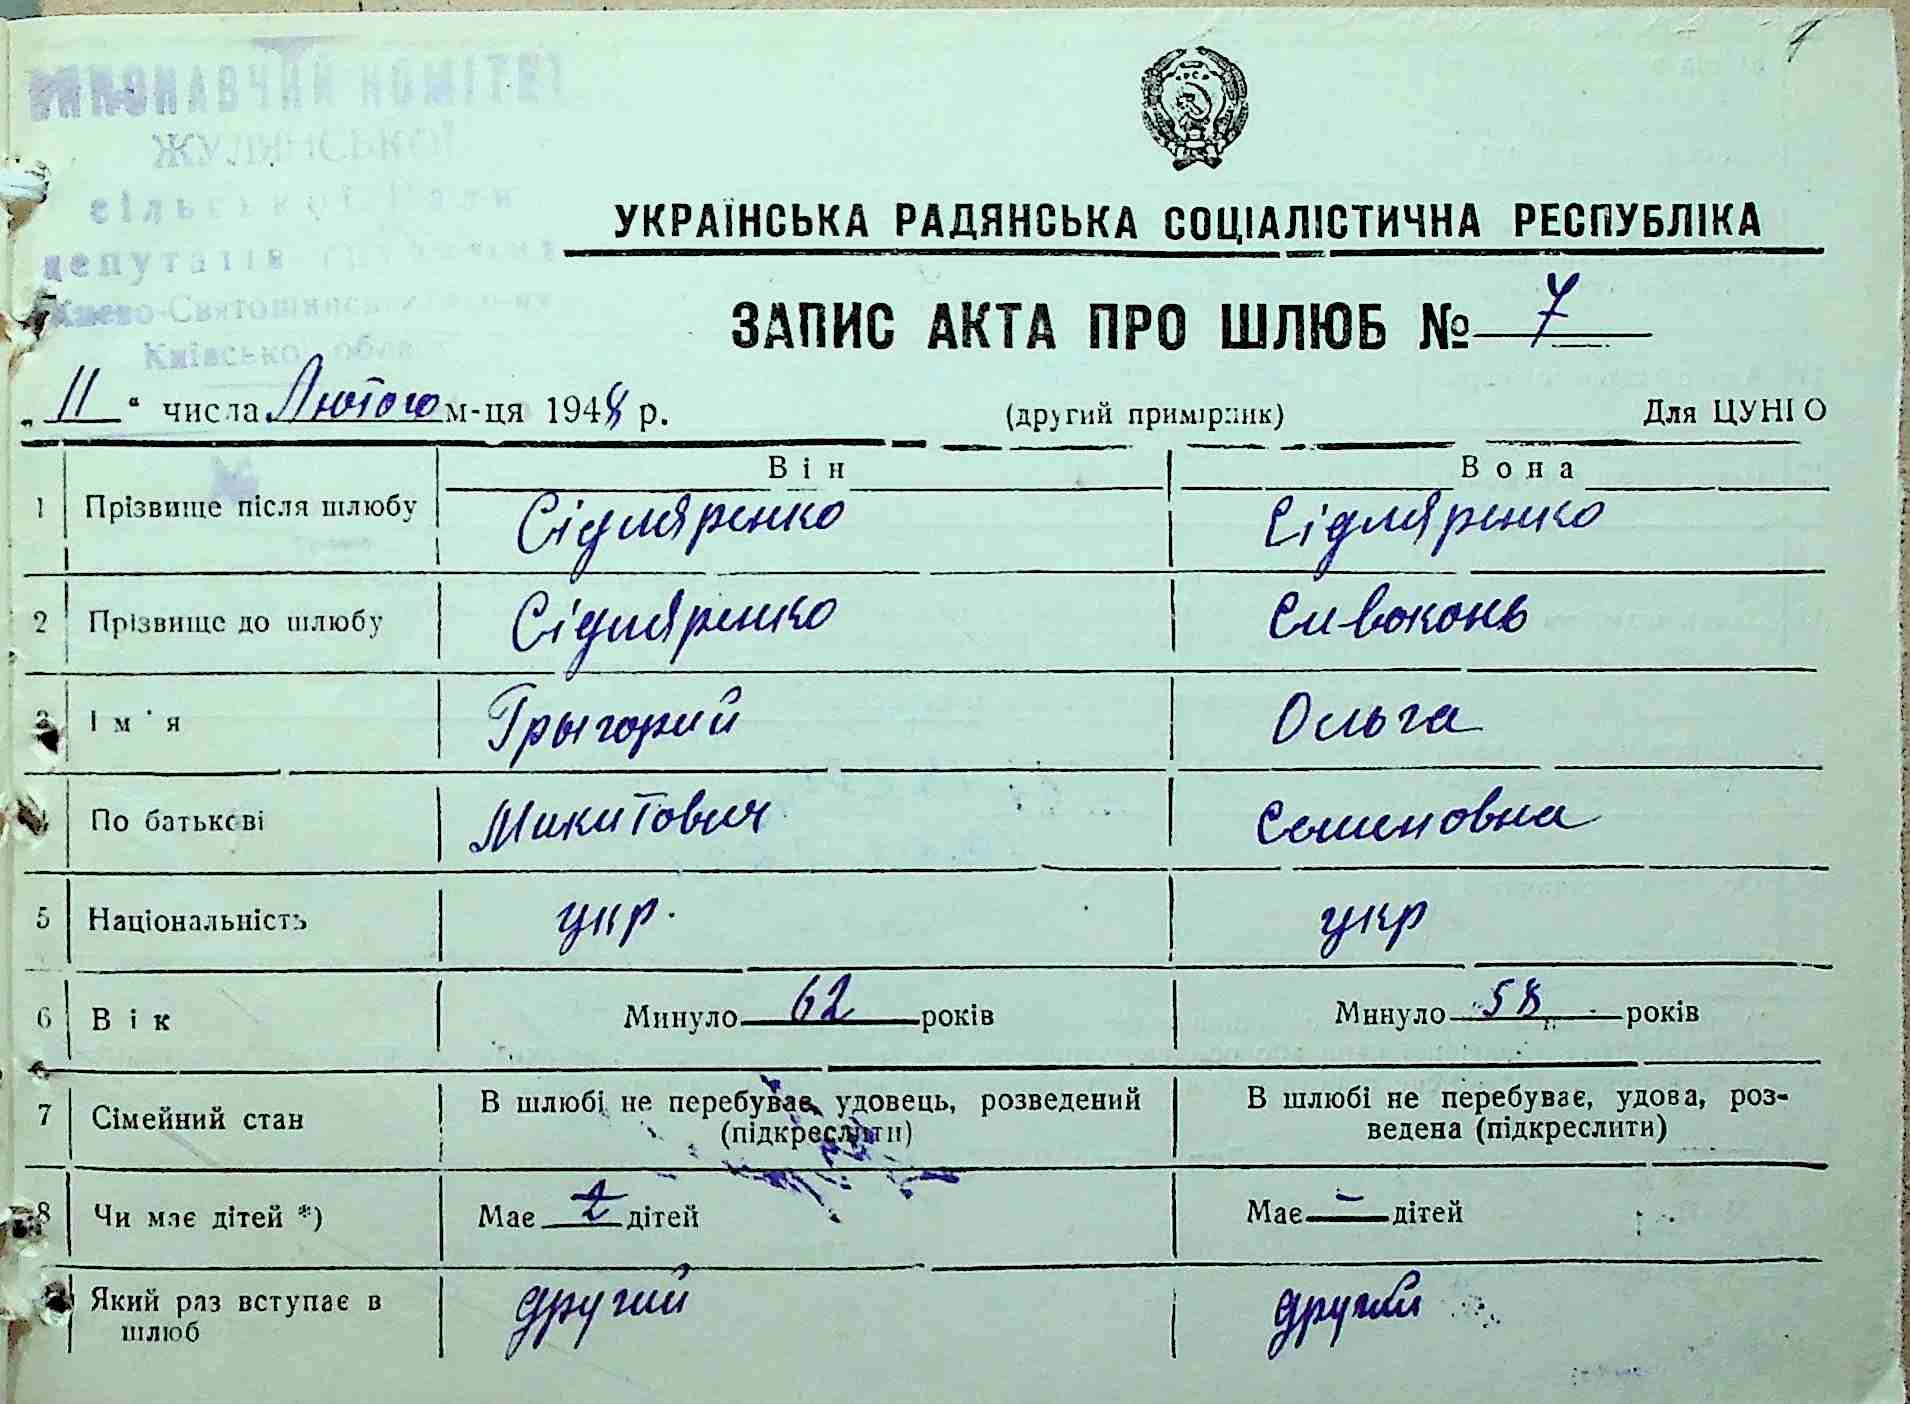 ВИКОНАВЧИЙ КОМІТЕТ
ЖУЛЯНСЬКОЇ
сільської Ради
депутатів трудящих
Києво-Святошинського р-ну
Київської обл.
УКРАЇНСЬКА РАДЯНСЬКА СОЦІАЛІСТИЧНА РЕСПУБЛІКА
ЗАПИС АКТА ПРО ШЛЮБ № 7
„11“ числа Лютого м-ця 1948 р. (другий примірник) Для ЦУНГО
Він Вона
1 Прізвище після шлюбу Сідляренко Сідляренко
2 Прізвище до шлюбу Сідляренко Сивоконь
3 Ім'я Грыгорий Ольга
4 По батькові Микитович Семеновна
5 Національність укр. укр
6 Вік Минуло 62 років Минуло 58 років
7 Сімейний стан В шлюбі не перебуває, удовець, розведений В шлюбі не перебуває, удова, роз-
(підкреслити) ведена (підкреслити)
8 Чи має дітей *) Має 2 дітей Має – дітей
Який раз вступає в другий другий
шлюб